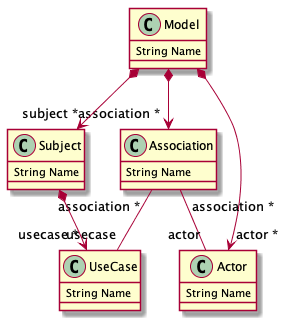 C Model
String Name
subject *
association *
C Subject
String Name
C Association
String Name
association *
association *
usecase *
usecase
actor
actor *
C UseCase
String Name
C Actor
String Name